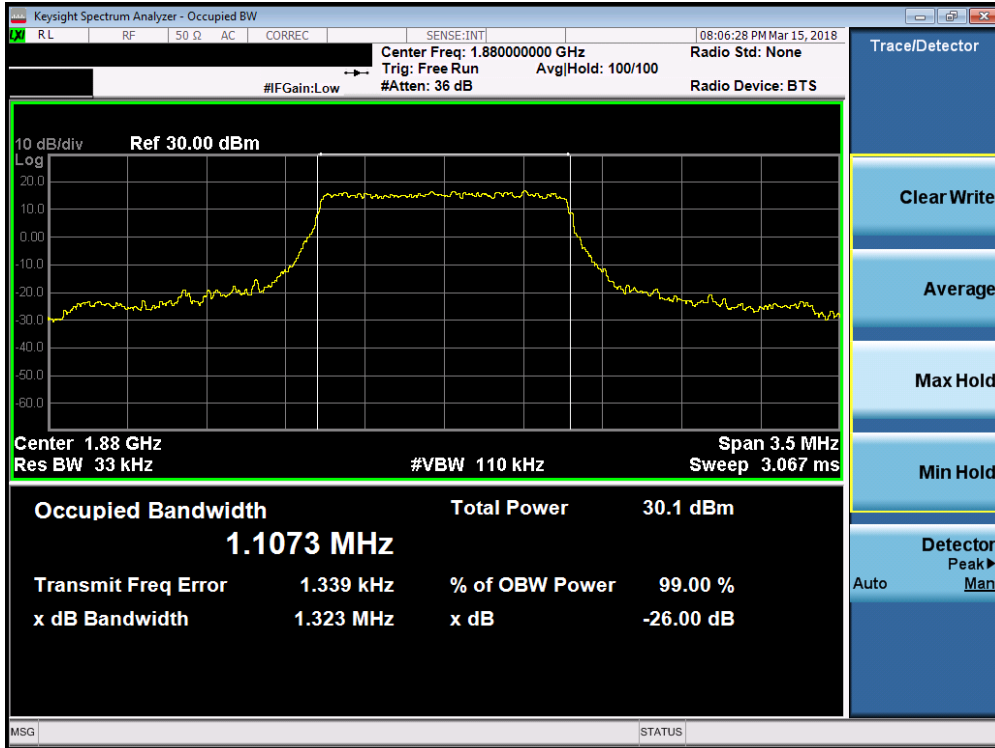 Keysight Spectrum Analyzer - Occupied BW
LXI RL RF 50 Ω AC CORREC SENSE:INT 08:06:28 PM Mar 15, 2018
Center Freq: 1.880000000 GHz Radio Std: None
Trig: Free Run Avg|Hold: 100/100
#IFGain:Low #Atten: 36 dB Radio Device: BTS
10 dB/div Ref 30.00 dBm
Log
20.0
10.0
0.00
-10.0
-20.0
-30.0
-40.0
-50.0
-60.0
Center 1.88 GHz Span 3.5 MHz
Res BW 33 kHz #VBW 110 kHz Sweep 3.067 ms
Occupied Bandwidth Total Power 30.1 dBm
1.1073 MHz
Transmit Freq Error 1.339 kHz % of OBW Power 99.00 %
x dB Bandwidth 1.323 MHz x dB -26.00 dB
MSG STATUS
Trace/Detector
Clear Write
Average
Max Hold
Min Hold
Detector
Peak▶
Auto Man